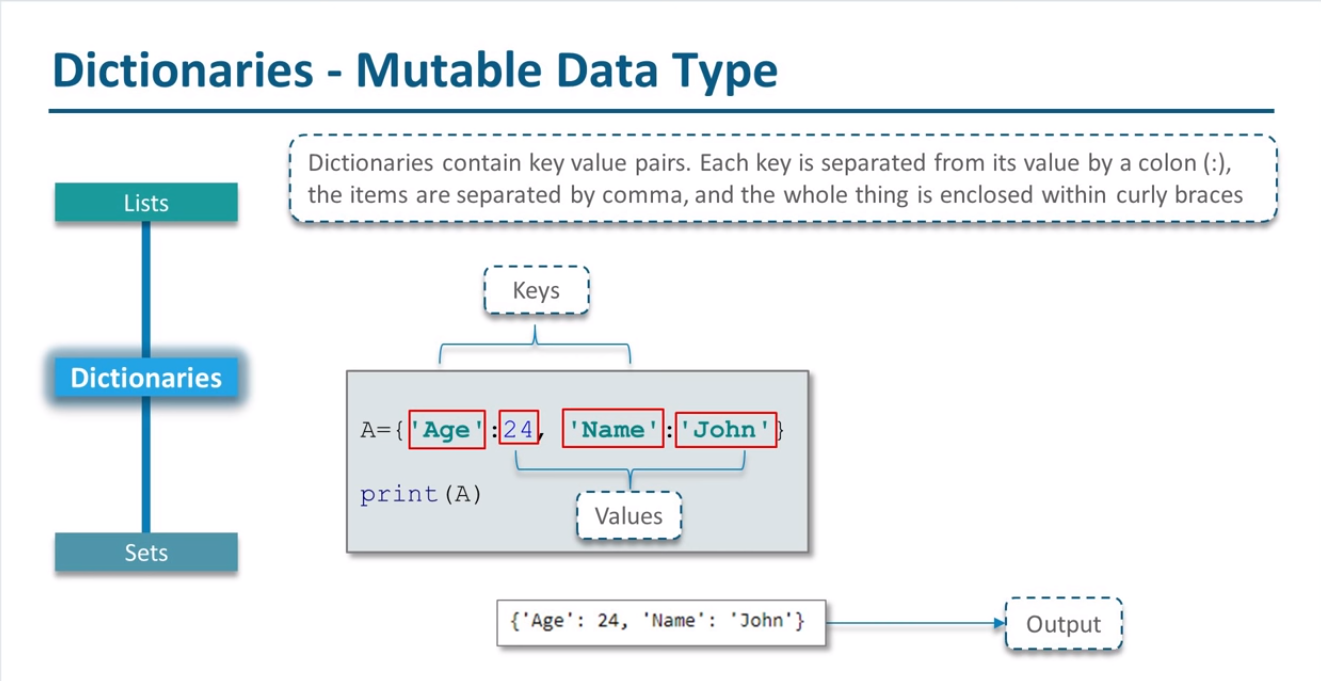 Dictionaries - Mutable Data Type
Dictionaries contain key value pairs. Each key is separated from its value by a colon (:),
the items are separated by comma, and the whole thing is enclosed within curly braces
Lists
Dictionaries
Sets
Keys
A={'Age':24, 'Name':'John'}
print(A)
Values
{'Age': 24, 'Name': 'John'}
Output